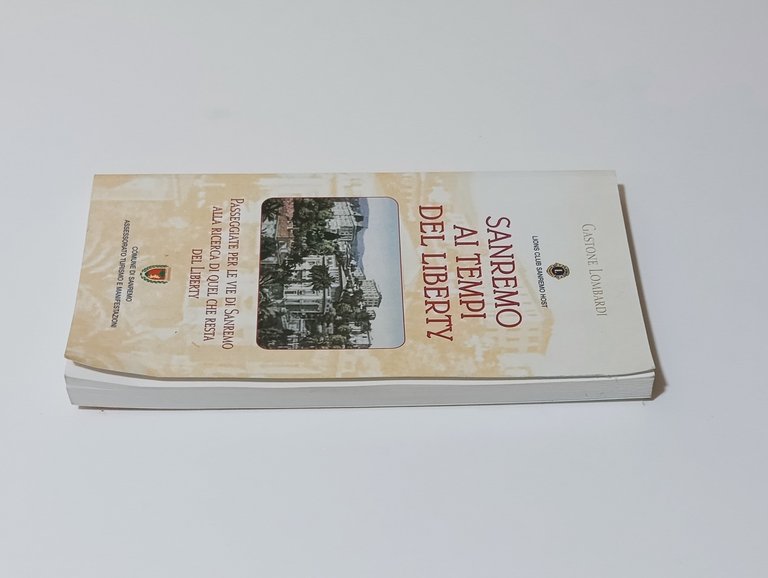 GASTONE LOMBARDI
LIONS CLUB SANREMO HOST
SANREMO
AI TEMPI
DEL LIBERTY
PASSEGGIATE PER LE VIE DI SANREMO
ALLA RICERCA DI QUEL CHE RESTA
DEL LIBERTY
COMUNE DI SANREMO
ASSESSORATO TURISMO E MANIFESTAZIONI